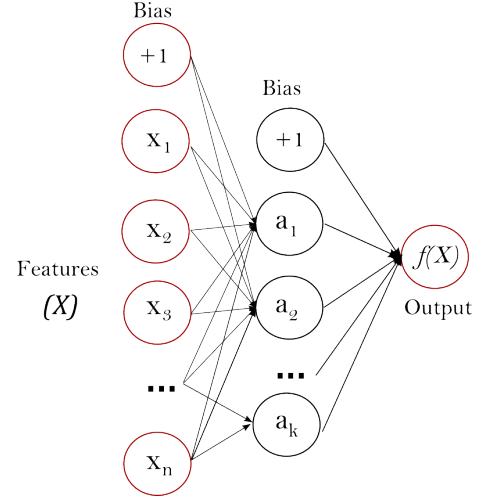 Bias
+1
x₁
x₂
x₃
...
xₙ
Features
(X)
Bias
+1
a₁
a₂
...
aₖ
f(X)
Output